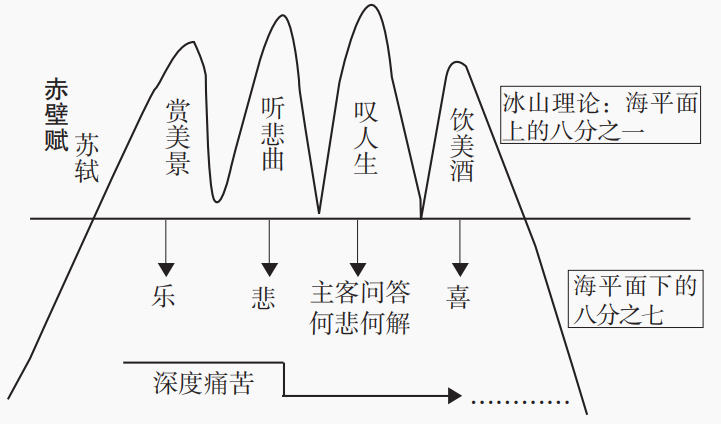 赤壁赋
苏轼
赏美景
听悲曲
叹人生
饮美酒
冰山理论：海平面
上的八分之一
乐
悲
主客问答
何悲何解
喜
海平面下的
八分之七
深度痛苦
…………